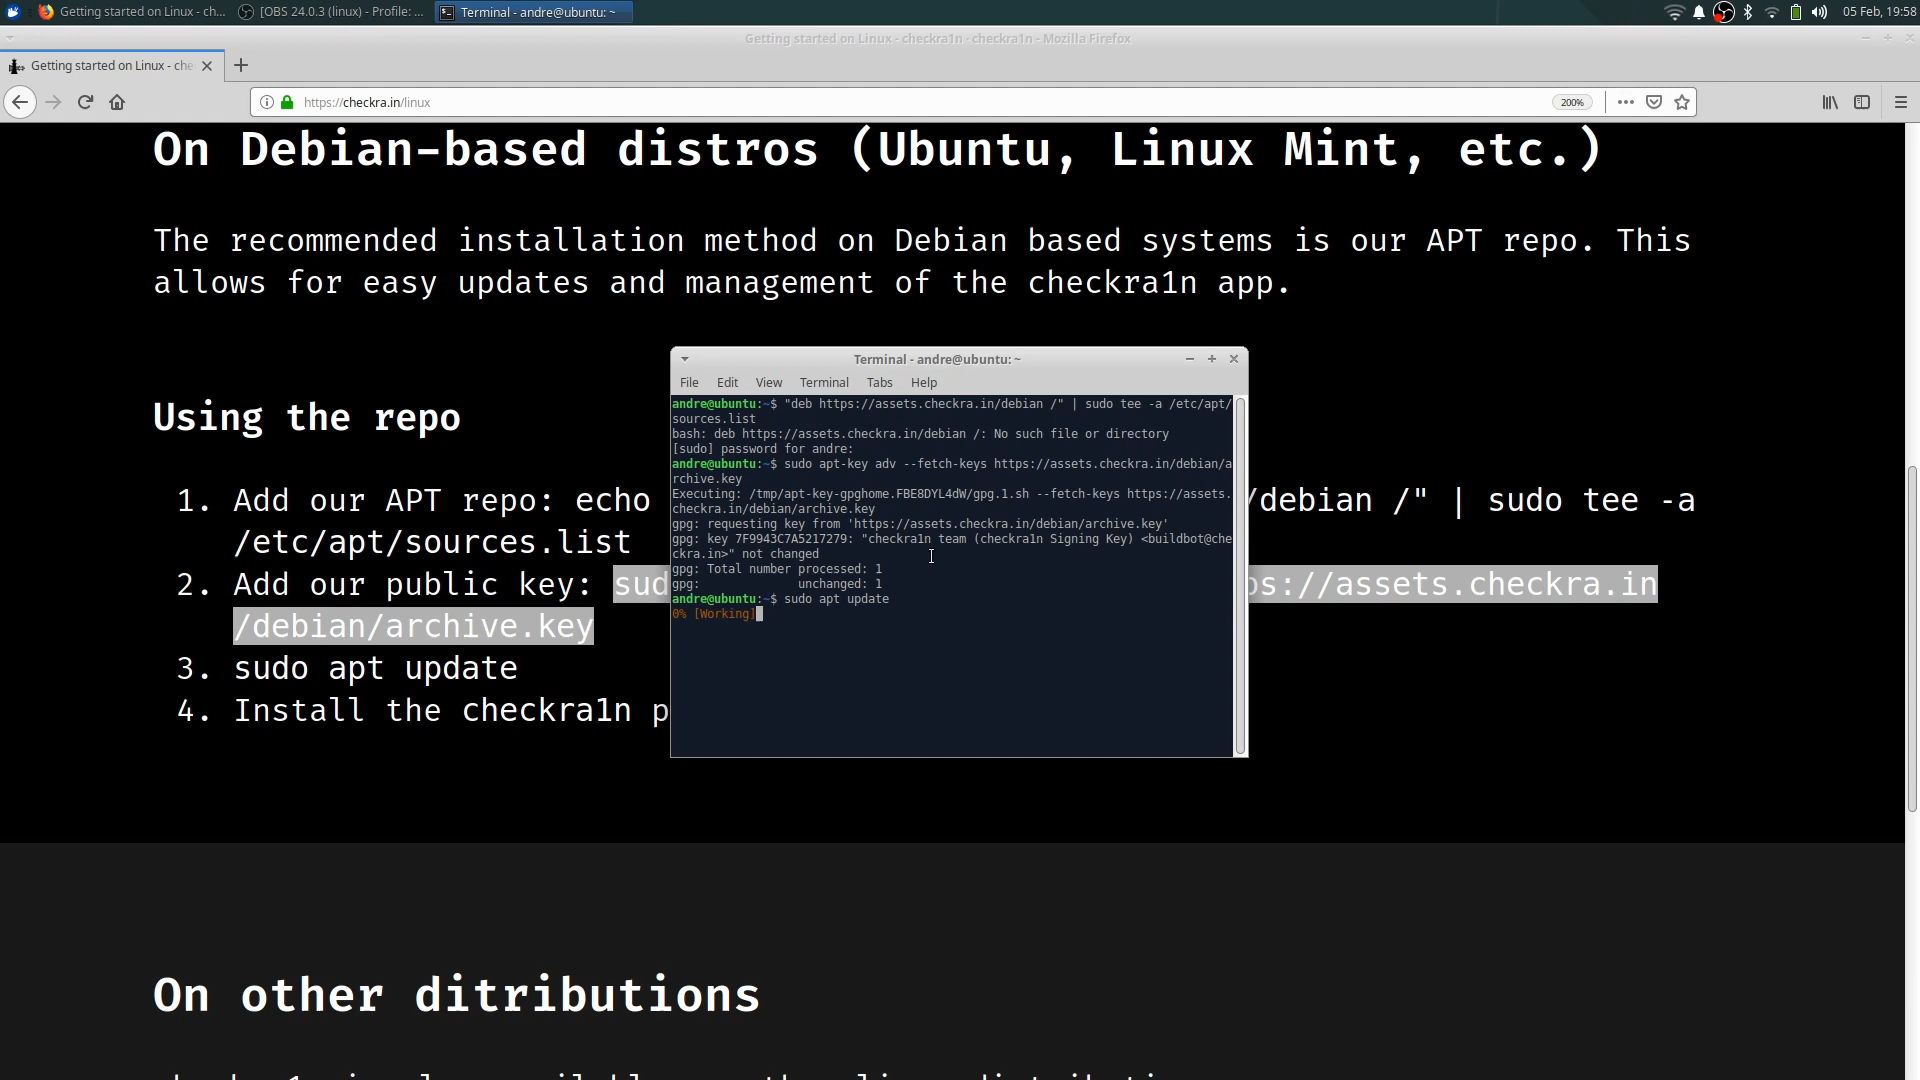 Getting started on Linux - ch...
[OBS 24.0.3 (linux) - Profile: ...
Terminal - andre@ubuntu: ~
05 Feb, 19:58
Getting started on Linux - checkra1n - checkra1n - Mozilla Firefox
Getting started on Linux - che
https://checkra.in/linux
200%
On Debian-based distros (Ubuntu, Linux Mint, etc.)
The recommended installation method on Debian based systems is our APT repo. This
allows for easy updates and management of the checkra1n app.
Using the repo
1. Add our APT repo: echo
/debian /" | sudo tee -a
/etc/apt/sources.list
2. Add our public key: sud
ps://assets.checkra.in
/debian/archive.key
3. sudo apt update
4. Install the checkra1n p
Terminal - andre@ubuntu: ~
File Edit View Terminal Tabs Help
andre@ubuntu:~$ "deb https://assets.checkra.in/debian /" | sudo tee -a /etc/apt/
sources.list
bash: deb https://assets.checkra.in/debian /: No such file or directory
[sudo] password for andre:
andre@ubuntu:~$ sudo apt-key adv --fetch-keys https://assets.checkra.in/debian/a
rchive.key
Executing: /tmp/apt-key-gpghome.FBE8DYL4dW/gpg.1.sh --fetch-keys https://assets.
checkra.in/debian/archive.key
gpg: requesting key from 'https://assets.checkra.in/debian/archive.key'
gpg: key 7F9943C7A5217279: "checkra1n team (checkra1n Signing Key) <buildbot@che
ckra.in>" not changed
gpg: Total number processed: 1
gpg:              unchanged: 1
andre@ubuntu:~$ sudo apt update
0% [Working]
On other ditributions